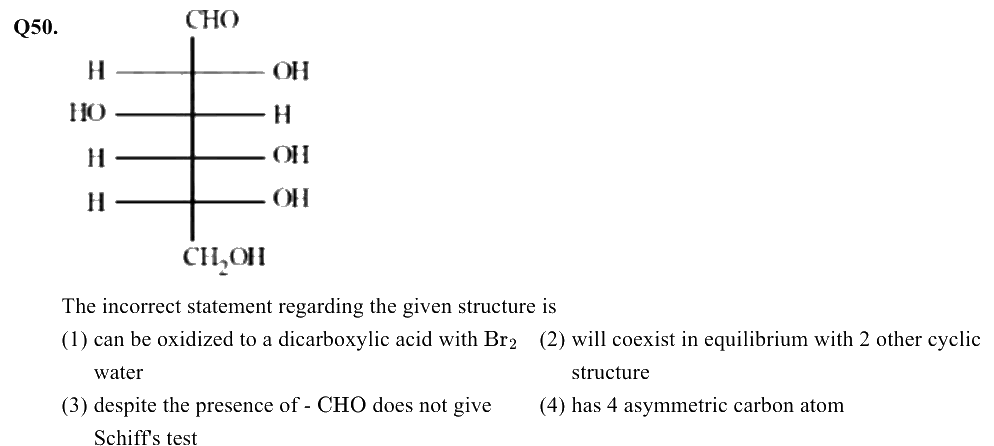 Q50.
CHO
H OH
HO H
H OH
H OH
CH₂OH
The incorrect statement regarding the given structure is
(1) can be oxidized to a dicarboxylic acid with Br₂ (2) will coexist in equilibrium with 2 other cyclic
water structure
(3) despite the presence of - CHO does not give (4) has 4 asymmetric carbon atom
Schiff's test